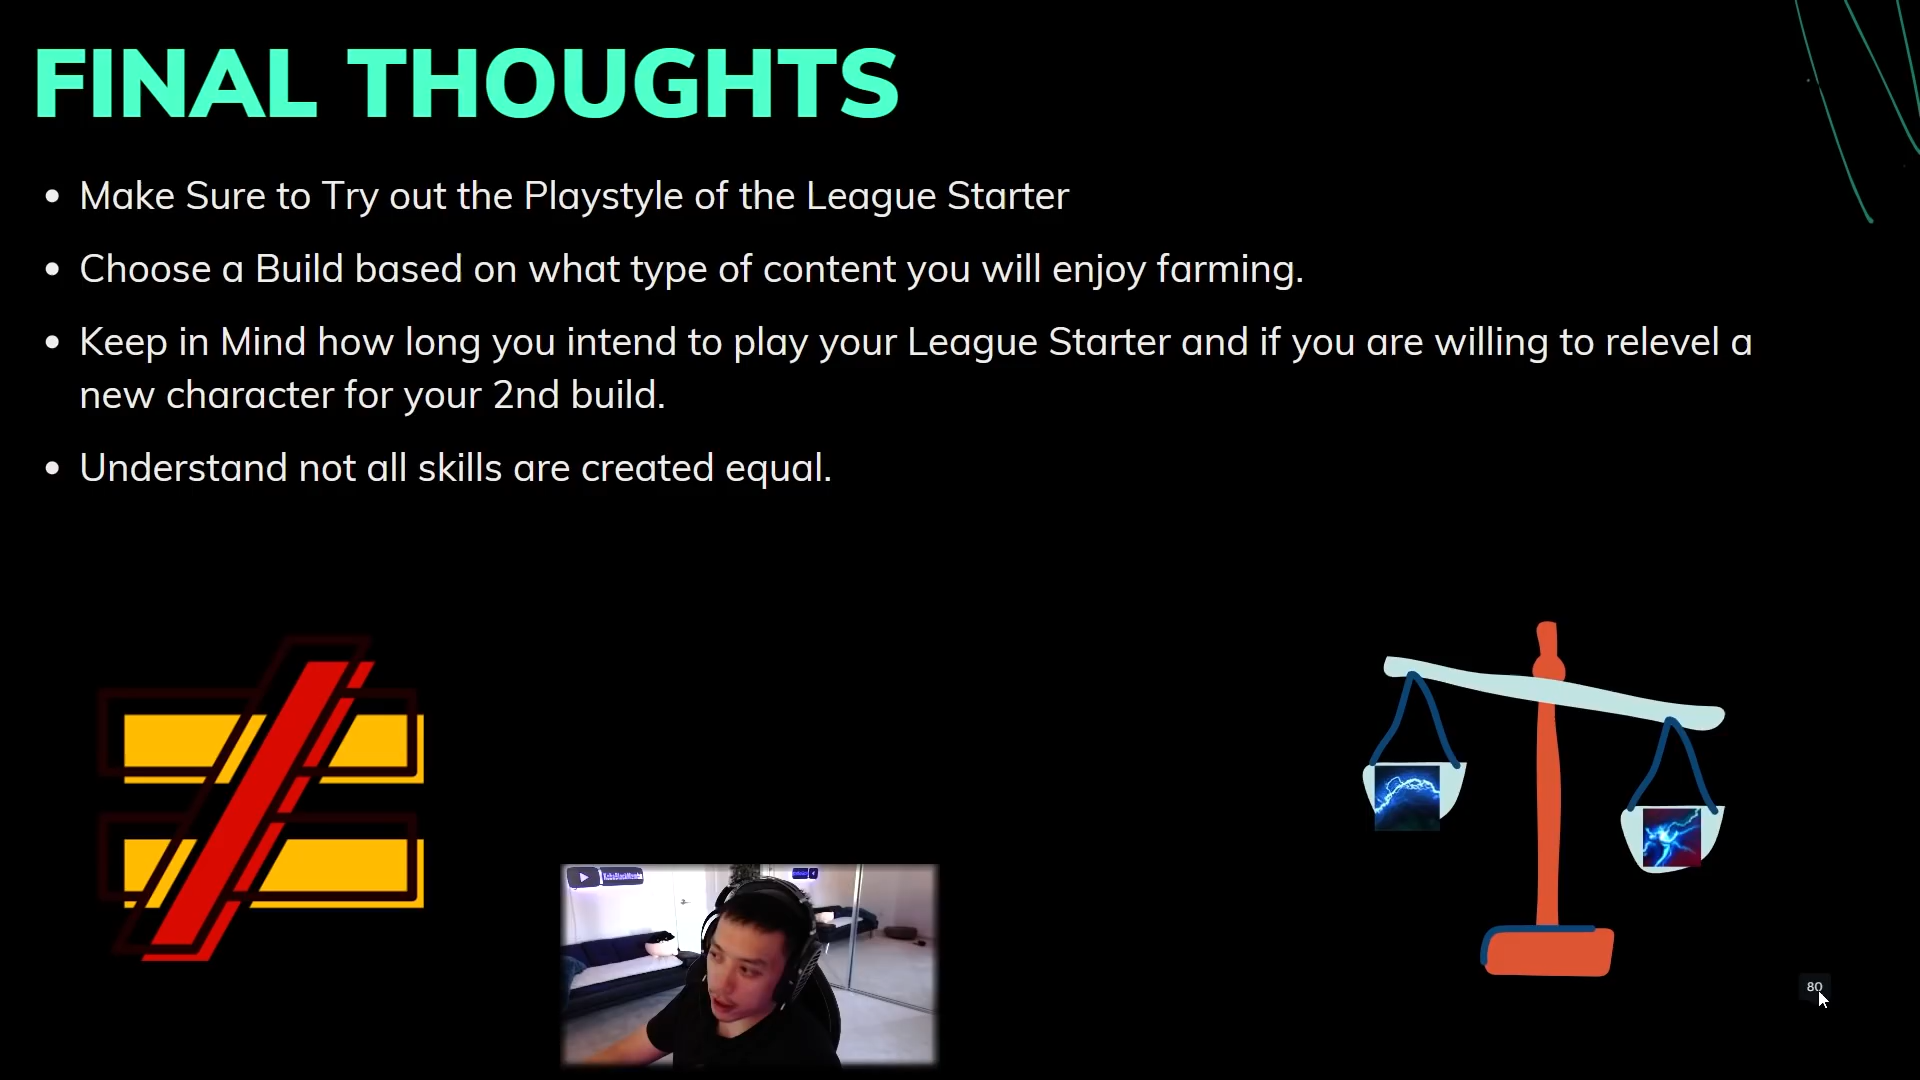 FINAL THOUGHTS
• Make Sure to Try out the Playstyle of the League Starter
• Choose a Build based on what type of content you will enjoy farming.
• Keep in Mind how long you intend to play your League Starter and if you are willing to relevel a
new character for your 2nd build.
• Understand not all skills are created equal.
80